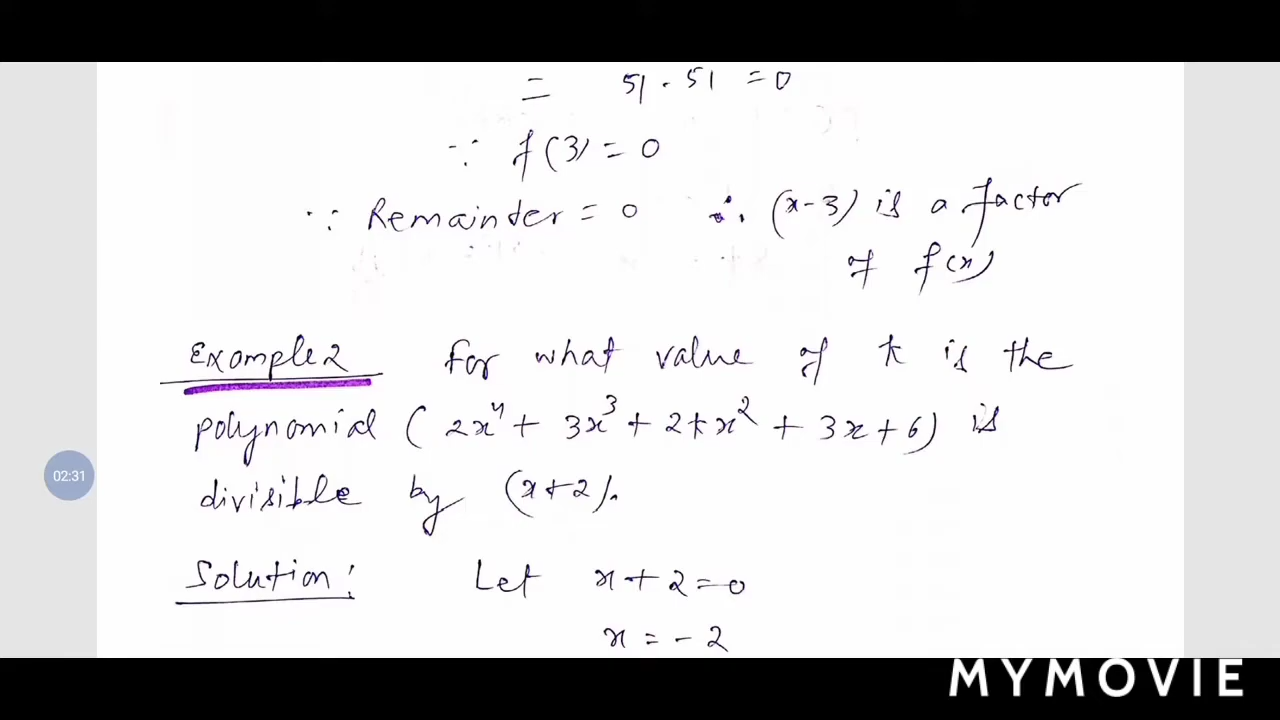 = 51 - 51 = 0
∵ f(3) = 0
∵ Remainder = 0 ∴ (x-3) is a factor
of f(x)
Example 2 For what value of k is the
polynomial (2x⁴ + 3x³ + 2kx² + 3x + 6) is
02:31
divisible by (x+2).
Solution: Let x + 2 = 0
x = -2
MYMOVIE